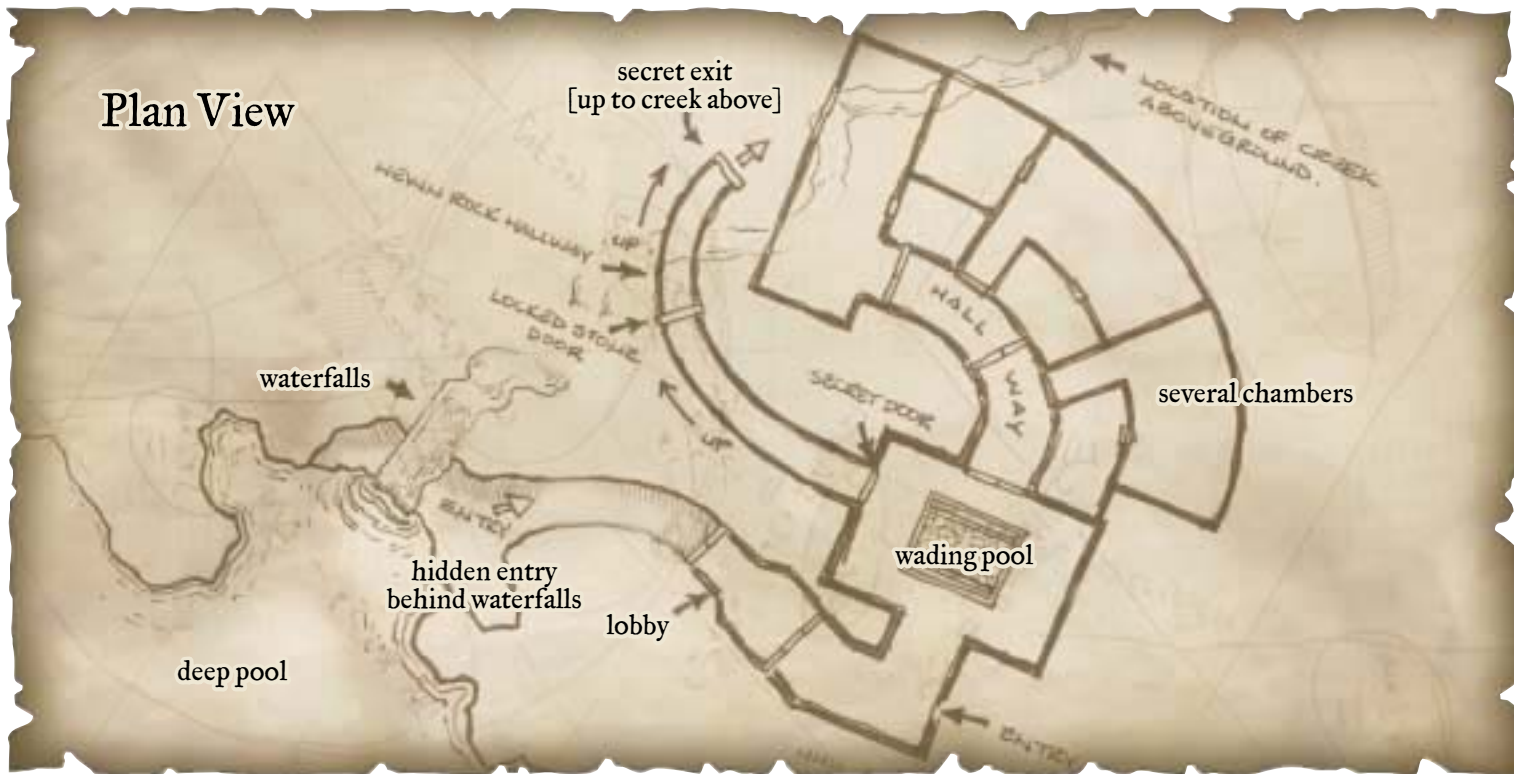 Plan View
secret exit
[up to creek above]
LOCATION OF CREEK
ABOVEGROUND.
HEWN ROCK HALLWAY
UP
LOCKED STONE
DOOR
HALL
WAY
waterfalls
SECRET DOOR
several chambers
UP
ENTRY
wading pool
hidden entry
behind waterfalls
lobby
deep pool
ENTRY